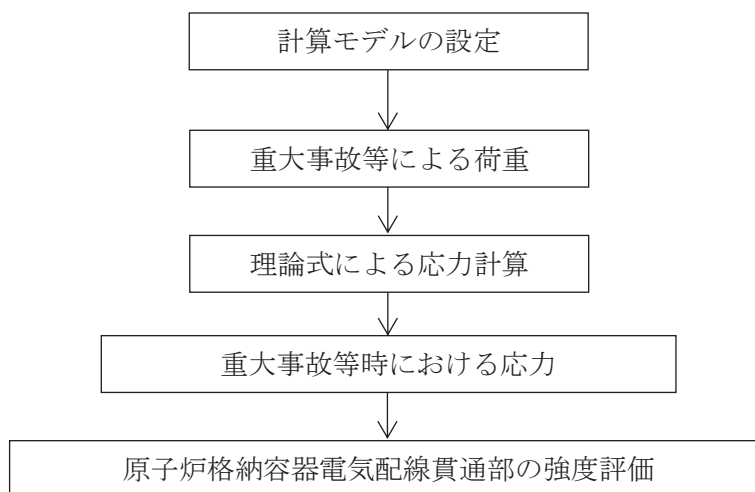 計算モデルの設定
重大事故等による荷重
理論式による応力計算
重大事故等時における応力
原子炉格納容器電気配線貫通部の強度評価